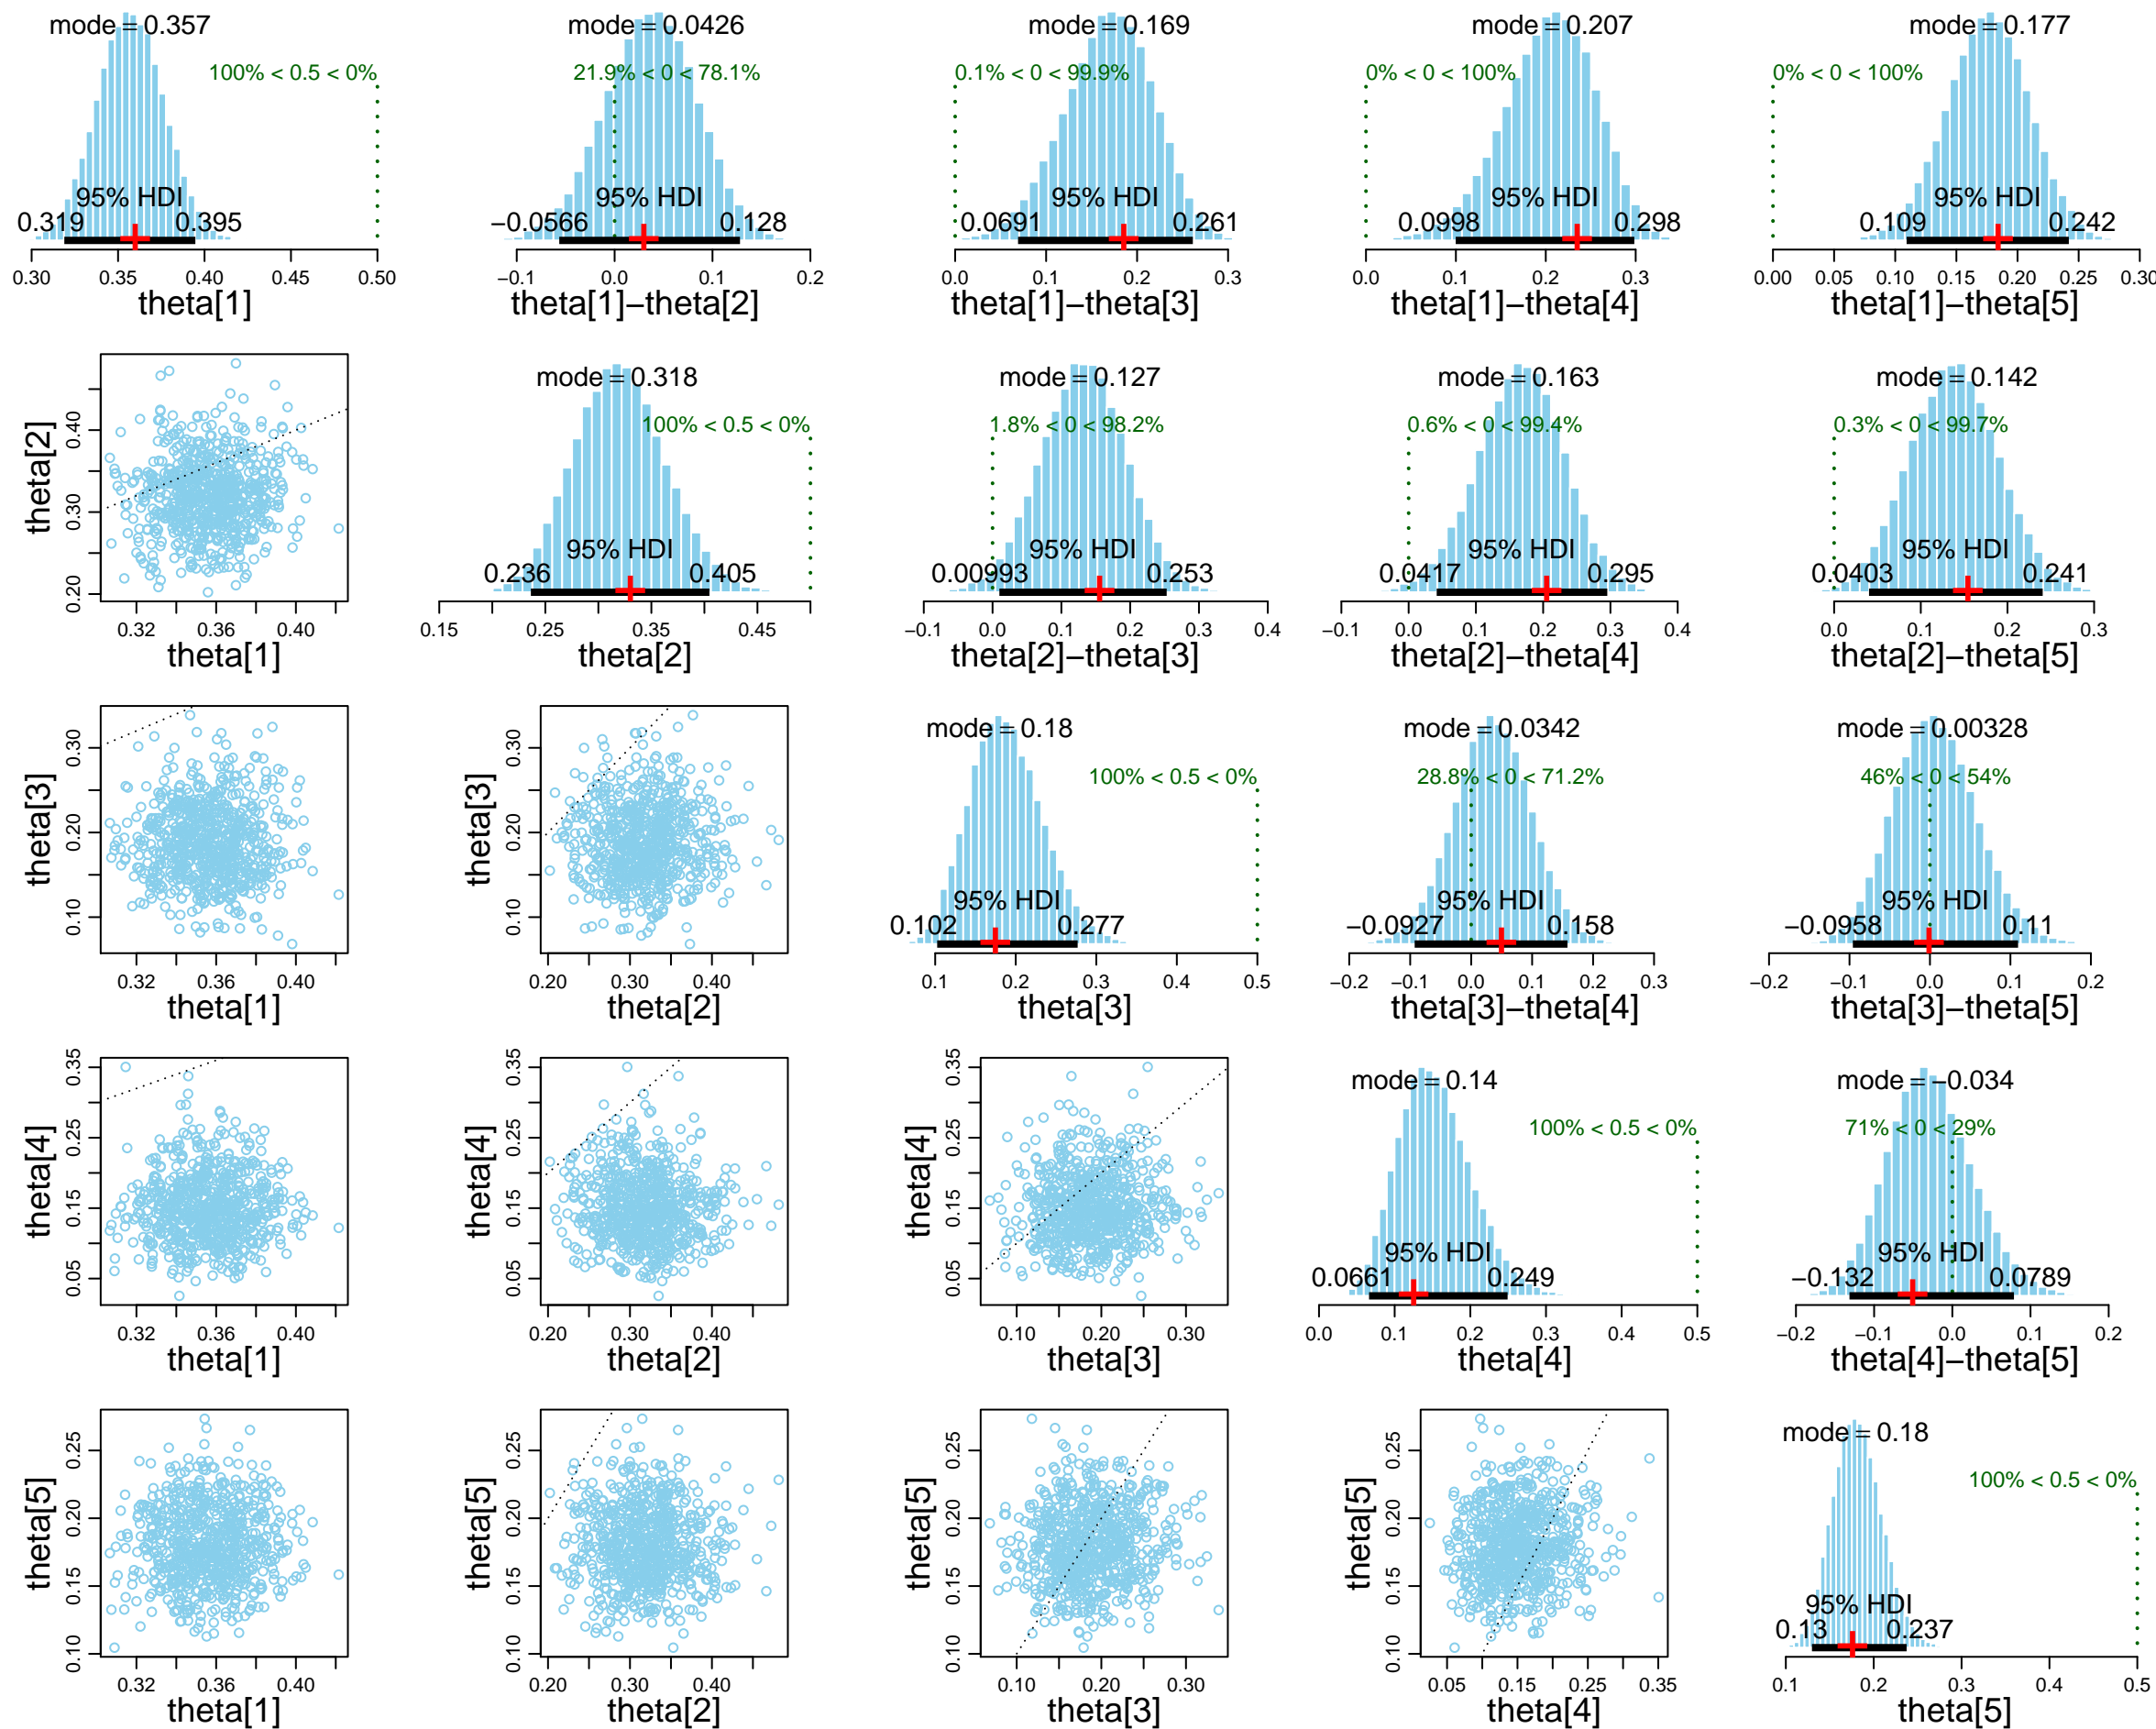 mode = 0.357
100% < 0.5 < 0%
95% HDI
0.319 0.395
0.30 0.40 0.50
theta[1]
mode = 0.0426
21.9% < 0 < 78.1%
95% HDI
−0.0566 0.128
−0.1 0.0 0.1 0.2
theta[1]−theta[2]
mode = 0.169
0.1% < 0 < 99.9%
95% HDI
0.0691 0.261
0.0 0.1 0.2 0.3
theta[1]−theta[3]
mode = 0.207
0% < 0 < 100%
95% HDI
0.0998 0.298
0.0 0.1 0.2 0.3
theta[1]−theta[4]
mode = 0.177
0% < 0 < 100%
95% HDI
0.109 0.242
0.00 0.05 0.10 0.15 0.20 0.25 0.30
theta[1]−theta[5]
theta[2]
0.20 0.30 0.40
0.32 0.36 0.40
theta[1]
mode = 0.318
100% < 0.5 < 0%
95% HDI
0.236 0.405
0.15 0.25 0.35 0.45
theta[2]
mode = 0.127
1.8% < 0 < 98.2%
95% HDI
0.00993 0.253
−0.1 0.0 0.1 0.2 0.3 0.4
theta[2]−theta[3]
mode = 0.163
0.6% < 0 < 99.4%
95% HDI
0.0417 0.295
−0.1 0.0 0.1 0.2 0.3 0.4
theta[2]−theta[4]
mode = 0.142
0.3% < 0 < 99.7%
95% HDI
0.0403 0.241
0.0 0.1 0.2 0.3
theta[2]−theta[5]
theta[3]
0.10 0.20 0.30
0.32 0.36 0.40
theta[1]
theta[3]
0.10 0.20 0.30
0.20 0.30 0.40
theta[2]
mode = 0.18
100% < 0.5 < 0%
95% HDI
0.102 0.277
0.1 0.2 0.3 0.4 0.5
theta[3]
mode = 0.0342
28.8% < 0 < 71.2%
95% HDI
−0.0927 0.158
−0.2 −0.1 0.0 0.1 0.2 0.3
theta[3]−theta[4]
mode = 0.00328
46% < 0 < 54%
95% HDI
−0.0958 0.11
−0.2 −0.1 0.0 0.1 0.2
theta[3]−theta[5]
theta[4]
0.05 0.15 0.25 0.35
0.32 0.36 0.40
theta[1]
theta[4]
0.05 0.15 0.25 0.35
0.20 0.30 0.40
theta[2]
theta[4]
0.05 0.15 0.25 0.35
0.10 0.20 0.30
theta[3]
mode = 0.14
100% < 0.5 < 0%
95% HDI
0.0661 0.249
0.0 0.1 0.2 0.3 0.4 0.5
theta[4]
mode = −0.034
71% < 0 < 29%
95% HDI
−0.132 0.0789
−0.2 −0.1 0.0 0.1 0.2
theta[4]−theta[5]
theta[5]
0.10 0.15 0.20 0.25
0.32 0.36 0.40
theta[1]
theta[5]
0.10 0.15 0.20 0.25
0.20 0.30 0.40
theta[2]
theta[5]
0.10 0.15 0.20 0.25
0.10 0.20 0.30
theta[3]
theta[5]
0.10 0.15 0.20 0.25
0.05 0.15 0.25 0.35
theta[4]
mode = 0.18
100% < 0.5 < 0%
95% HDI
0.13 0.237
0.1 0.2 0.3 0.4 0.5
theta[5]